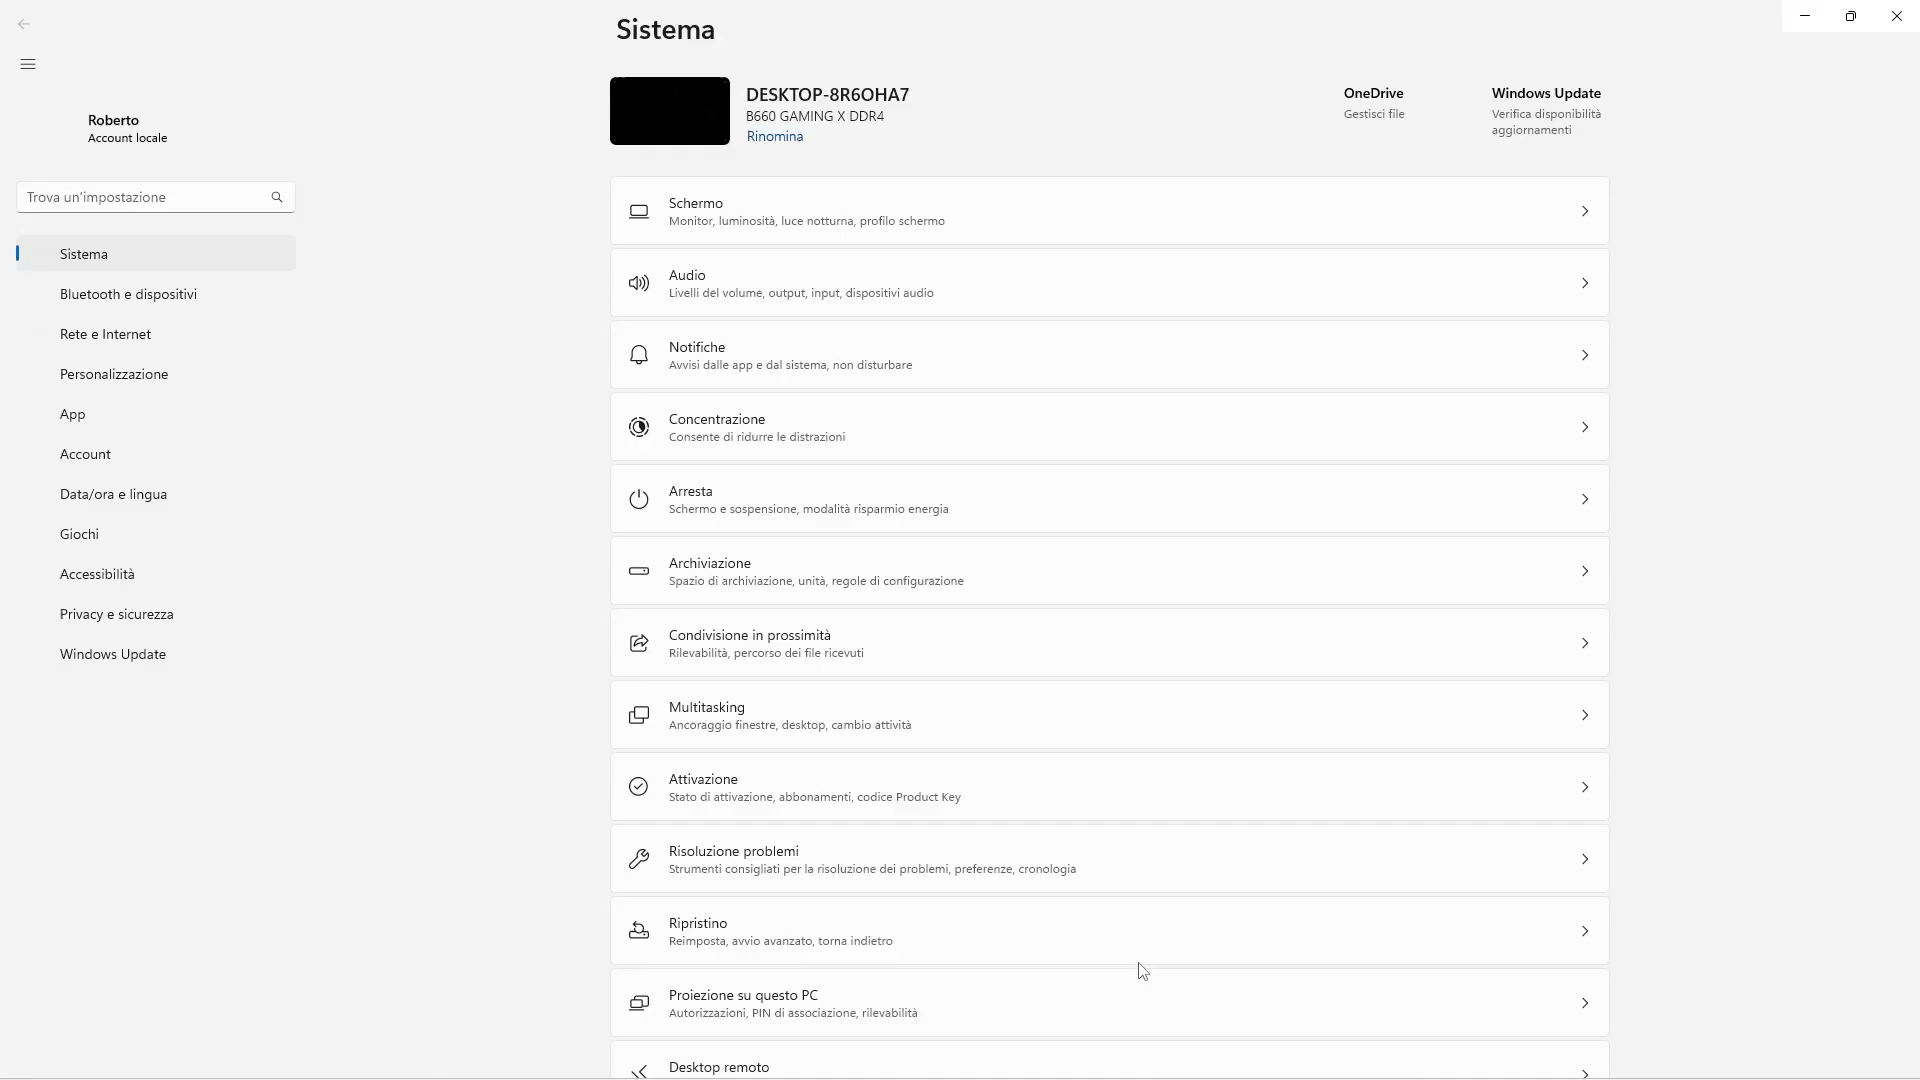 Sistema
Roberto
Account locale
Trova un'impostazione
Sistema
Bluetooth e dispositivi
Rete e Internet
Personalizzazione
App
Account
Data/ora e lingua
Giochi
Accessibilità
Privacy e sicurezza
Windows Update
DESKTOP-8R6OHA7
B660 GAMING X DDR4
Rinomina
OneDrive
Gestisci file
Windows Update
Verifica disponibilità
aggiornamenti
Schermo
Monitor, luminosità, luce notturna, profilo schermo
Audio
Livelli del volume, output, input, dispositivi audio
Notifiche
Avvisi dalle app e dal sistema, non disturbare
Concentrazione
Consente di ridurre le distrazioni
Arresta
Schermo e sospensione, modalità risparmio energia
Archiviazione
Spazio di archiviazione, unità, regole di configurazione
Condivisione in prossimità
Rilevabilità, percorso dei file ricevuti
Multitasking
Ancoraggio finestre, desktop, cambio attività
Attivazione
Stato di attivazione, abbonamenti, codice Product Key
Risoluzione problemi
Strumenti consigliati per la risoluzione dei problemi, preferenze, cronologia
Ripristino
Reimposta, avvio avanzato, torna indietro
Proiezione su questo PC
Autorizzazioni, PIN di associazione, rilevabilità
Desktop remoto